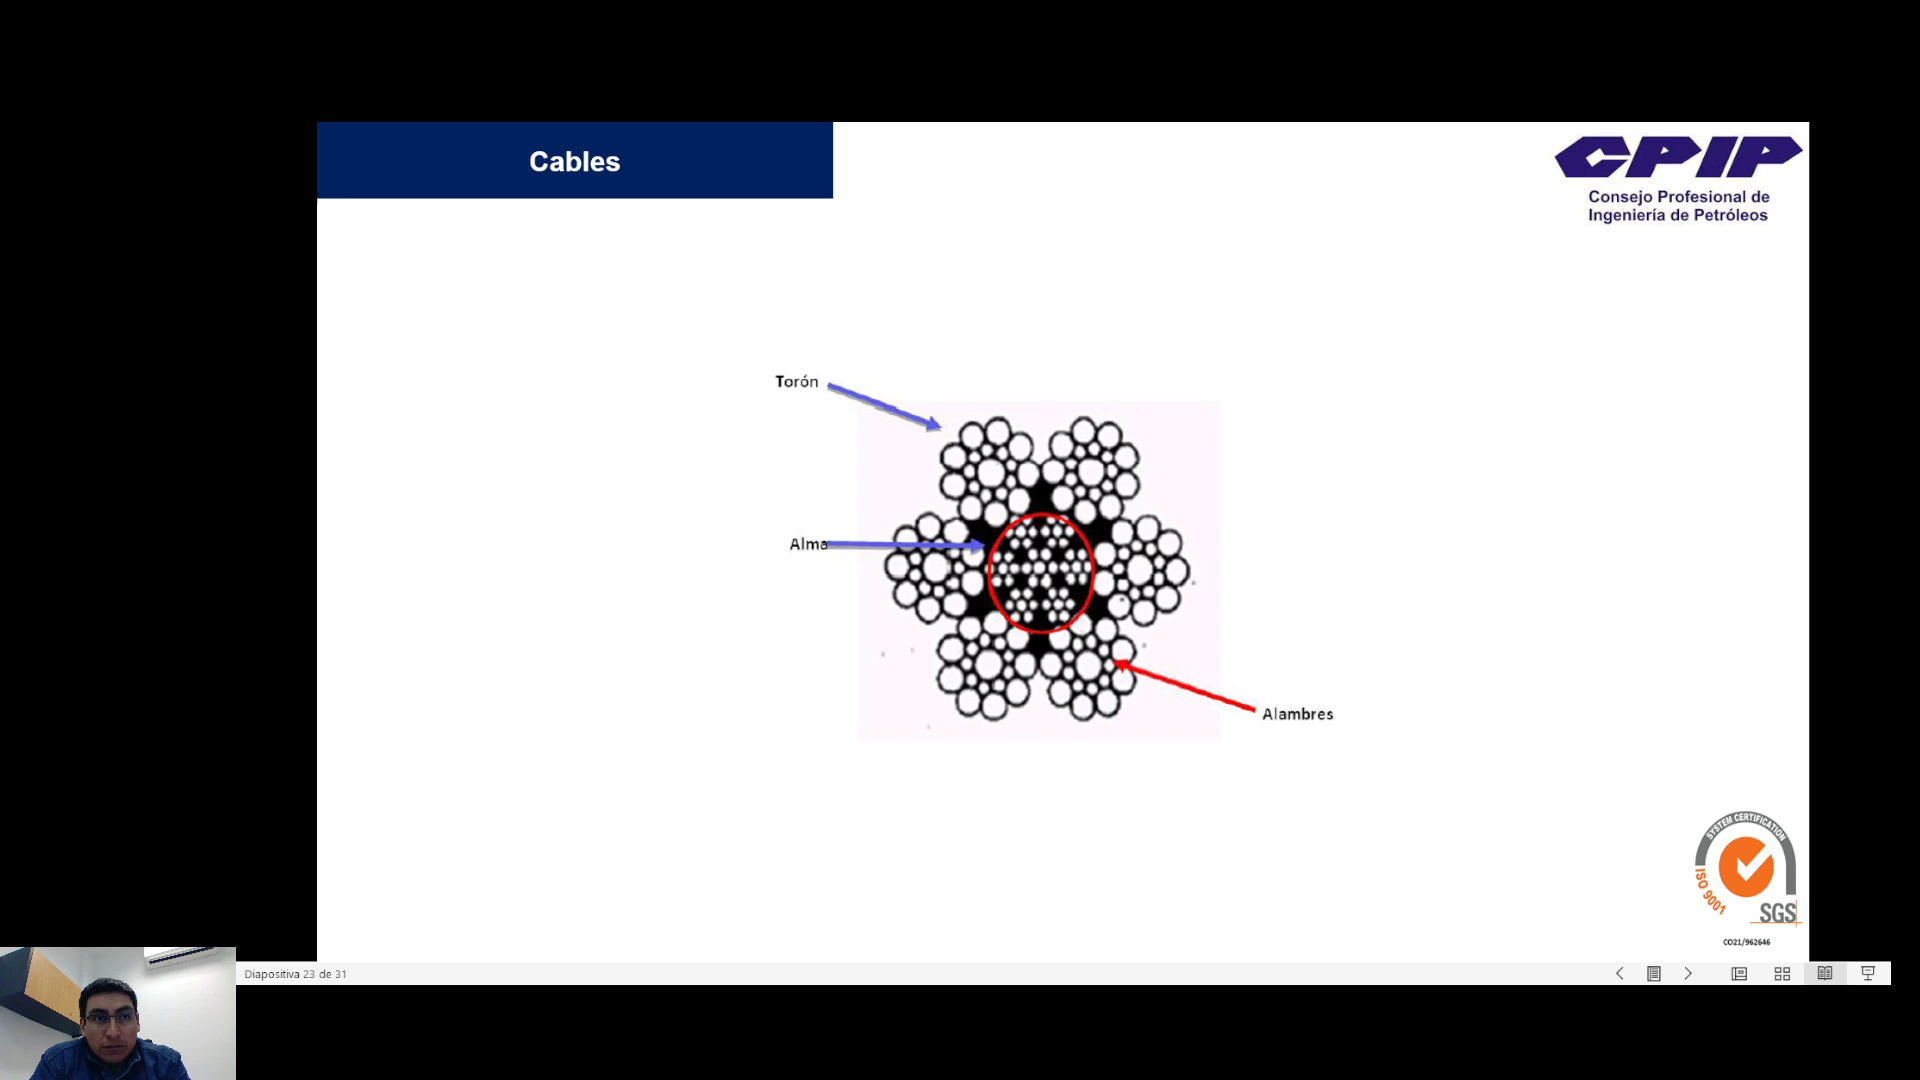 Cables
CPIP
Consejo Profesional de
Ingeniería de Petróleos
Torón
Alma
Alambres
SYSTEM CERTIFICATION
ISO 9001
SGS
CO21/962646
Diapositiva 23 de 31